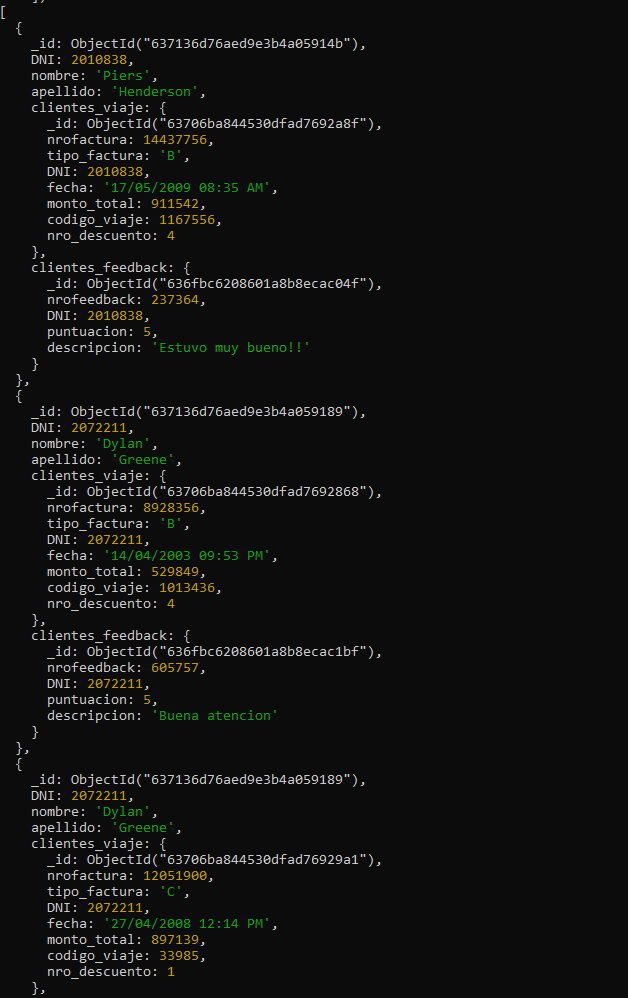 [
  {
    _id: ObjectId("637136d76aed9e3b4a05914b"),
    DNI: 2010838,
    nombre: 'Piers',
    apellido: 'Henderson',
    clientes_viaje: {
      _id: ObjectId("63706ba844530dfad7692a8f"),
      nrofactura: 14437756,
      tipo_factura: 'B',
      DNI: 2010838,
      fecha: '17/05/2009 08:35 AM',
      monto_total: 911542,
      codigo_viaje: 1167556,
      nro_descuento: 4
    },
    clientes_feedback: {
      _id: ObjectId("636fbc6208601a8b8ecac04f"),
      nrofeedback: 237364,
      DNI: 2010838,
      puntuacion: 5,
      descripcion: 'Estuvo muy bueno!!'
    }
  },
  {
    _id: ObjectId("637136d76aed9e3b4a059189"),
    DNI: 2072211,
    nombre: 'Dylan',
    apellido: 'Greene',
    clientes_viaje: {
      _id: ObjectId("63706ba844530dfad7692868"),
      nrofactura: 8928356,
      tipo_factura: 'B',
      DNI: 2072211,
      fecha: '14/04/2003 09:53 PM',
      monto_total: 529849,
      codigo_viaje: 1013436,
      nro_descuento: 4
    },
    clientes_feedback: {
      _id: ObjectId("636fbc6208601a8b8ecac1bf"),
      nrofeedback: 605757,
      DNI: 2072211,
      puntuacion: 5,
      descripcion: 'Buena atencion'
    }
  },
  {
    _id: ObjectId("637136d76aed9e3b4a059189"),
    DNI: 2072211,
    nombre: 'Dylan',
    apellido: 'Greene',
    clientes_viaje: {
      _id: ObjectId("63706ba844530dfad76929a1"),
      nrofactura: 12051900,
      tipo_factura: 'C',
      DNI: 2072211,
      fecha: '27/04/2008 12:14 PM',
      monto_total: 897139,
      codigo_viaje: 33985,
      nro_descuento: 1
    },